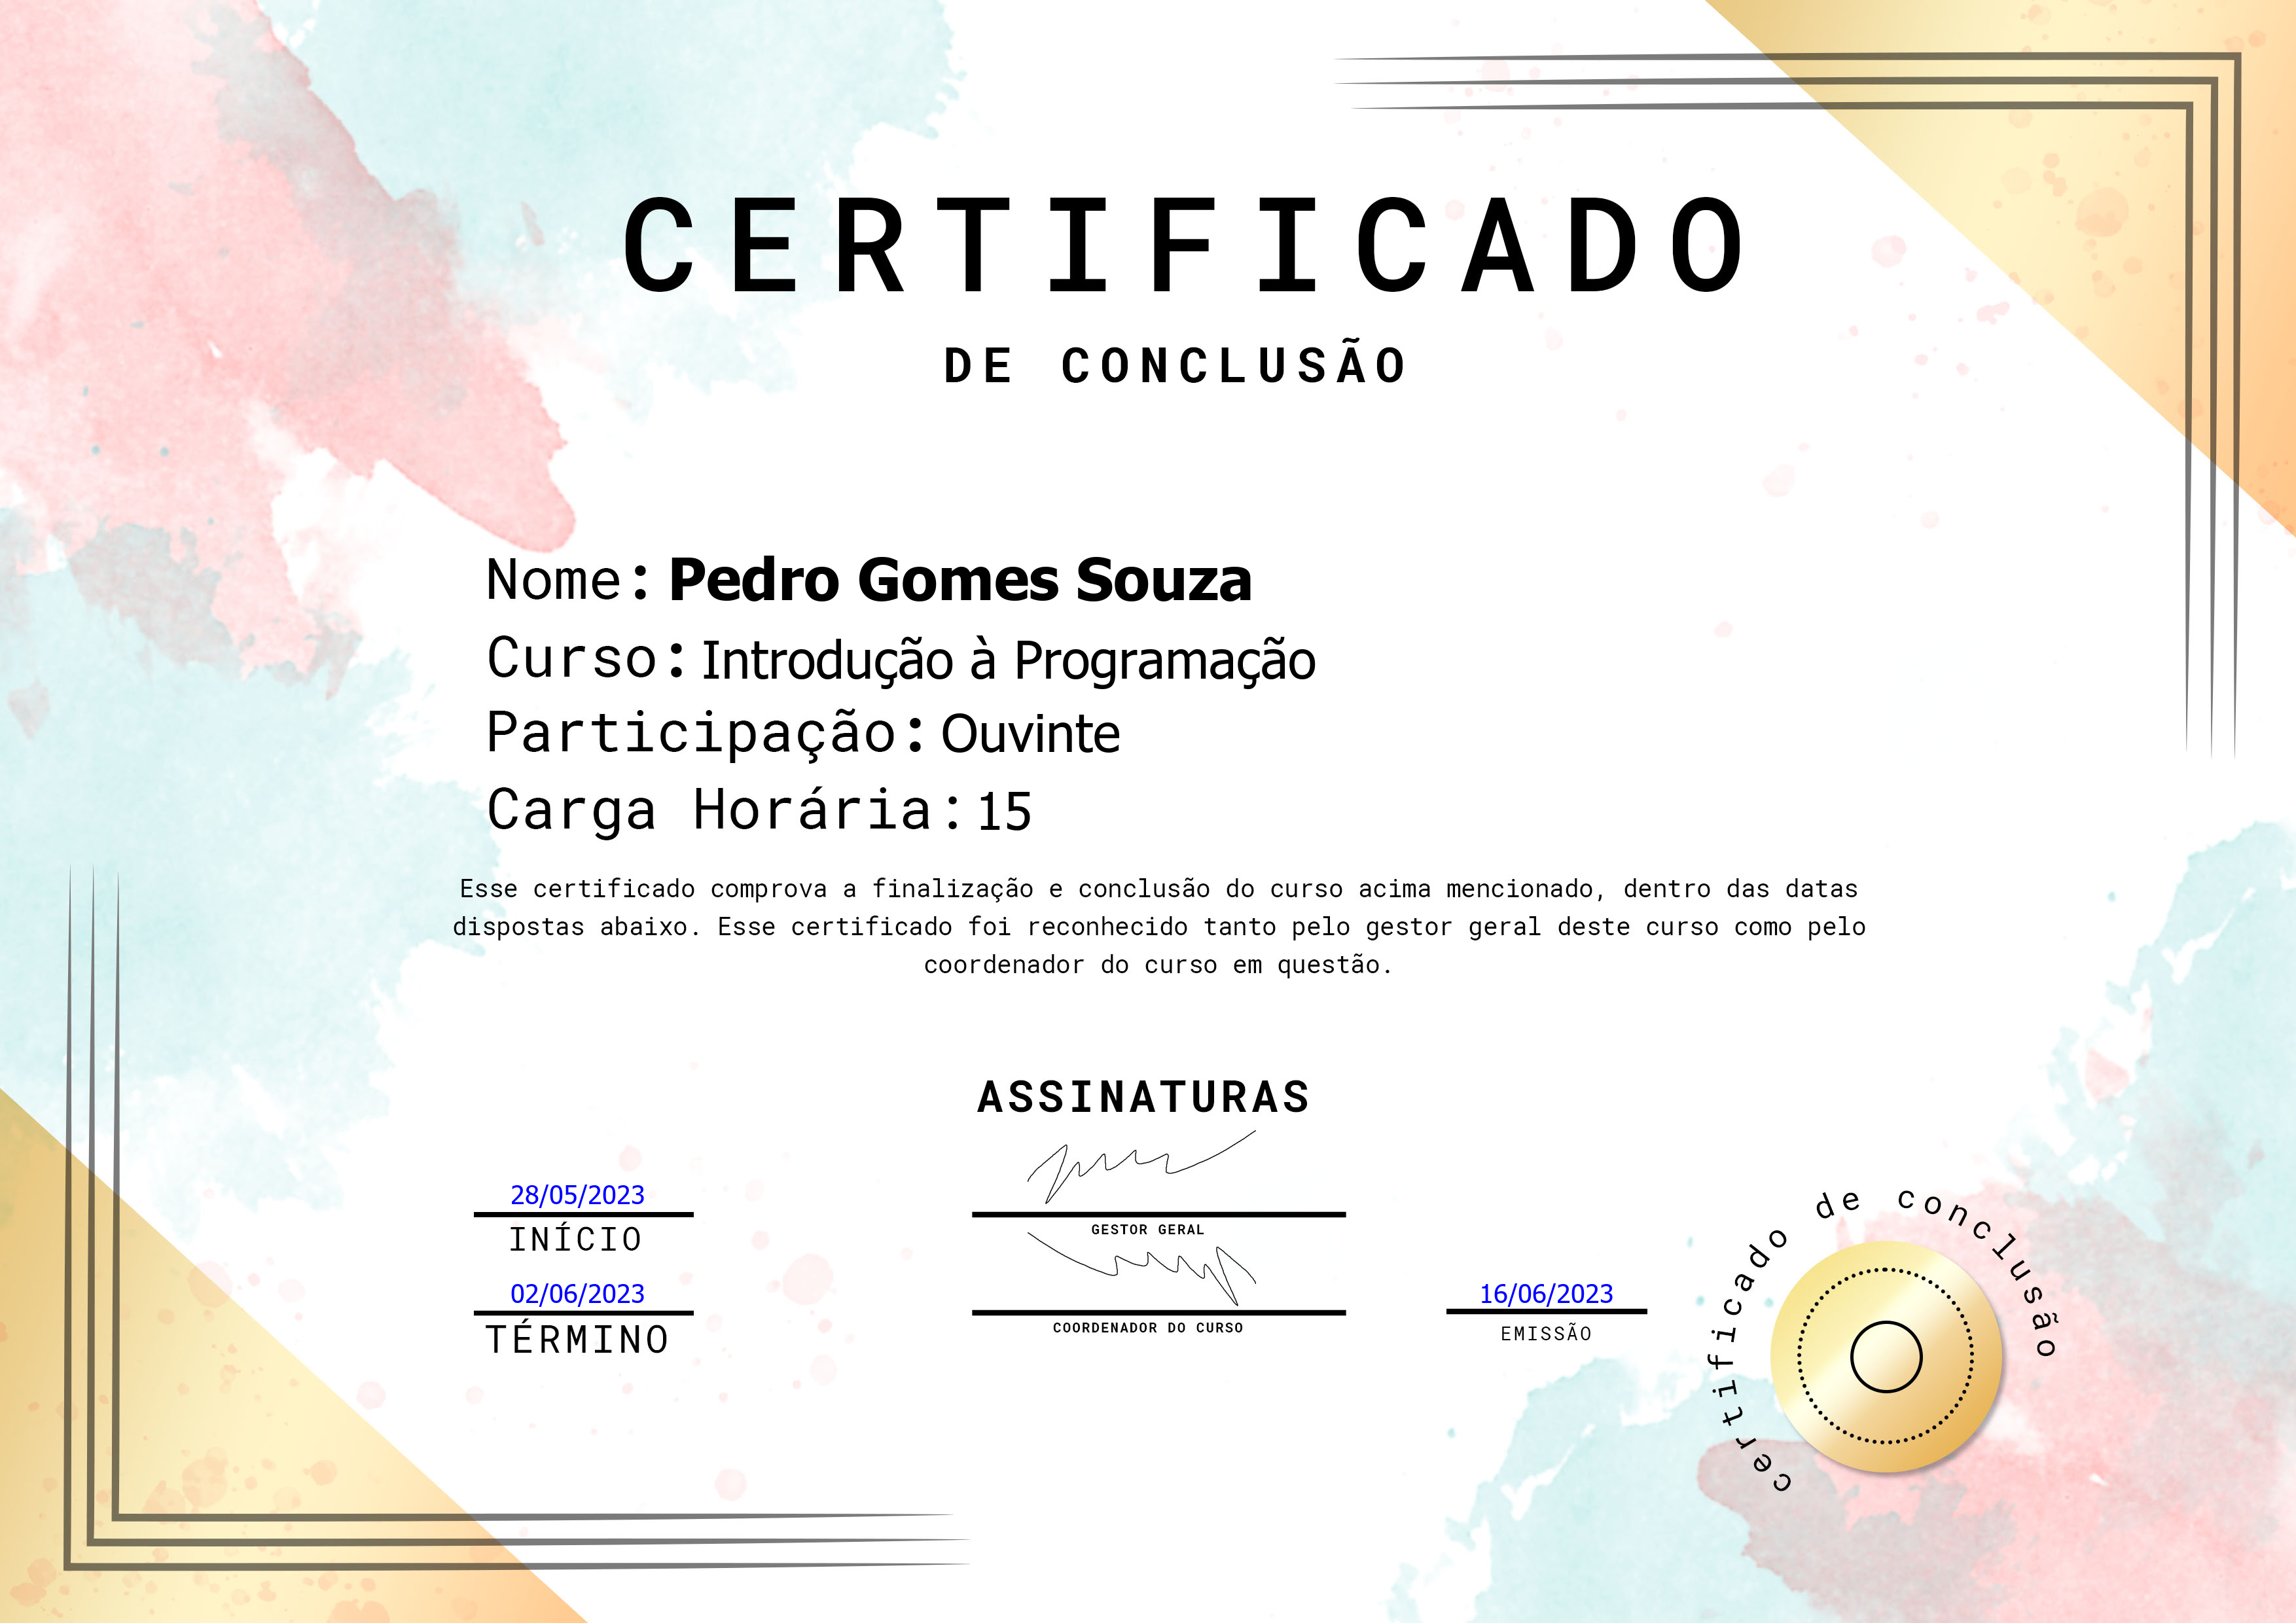 CERTIFICADO
DE CONCLUSÃO
Nome: Pedro Gomes Souza
Curso: Introdução à Programação
Participação: Ouvinte
Carga Horária: 15
Esse certificado comprova a finalização e conclusão do curso acima mencionado, dentro das datas
dispostas abaixo. Esse certificado foi reconhecido tanto pelo gestor geral deste curso como pelo
coordenador do curso em questão.
ASSINATURAS
28/05/2023
INÍCIO
GESTOR GERAL
02/06/2023
TÉRMINO
COORDENADOR DO CURSO
16/06/2023
EMISSÃO
certificado de conclusão